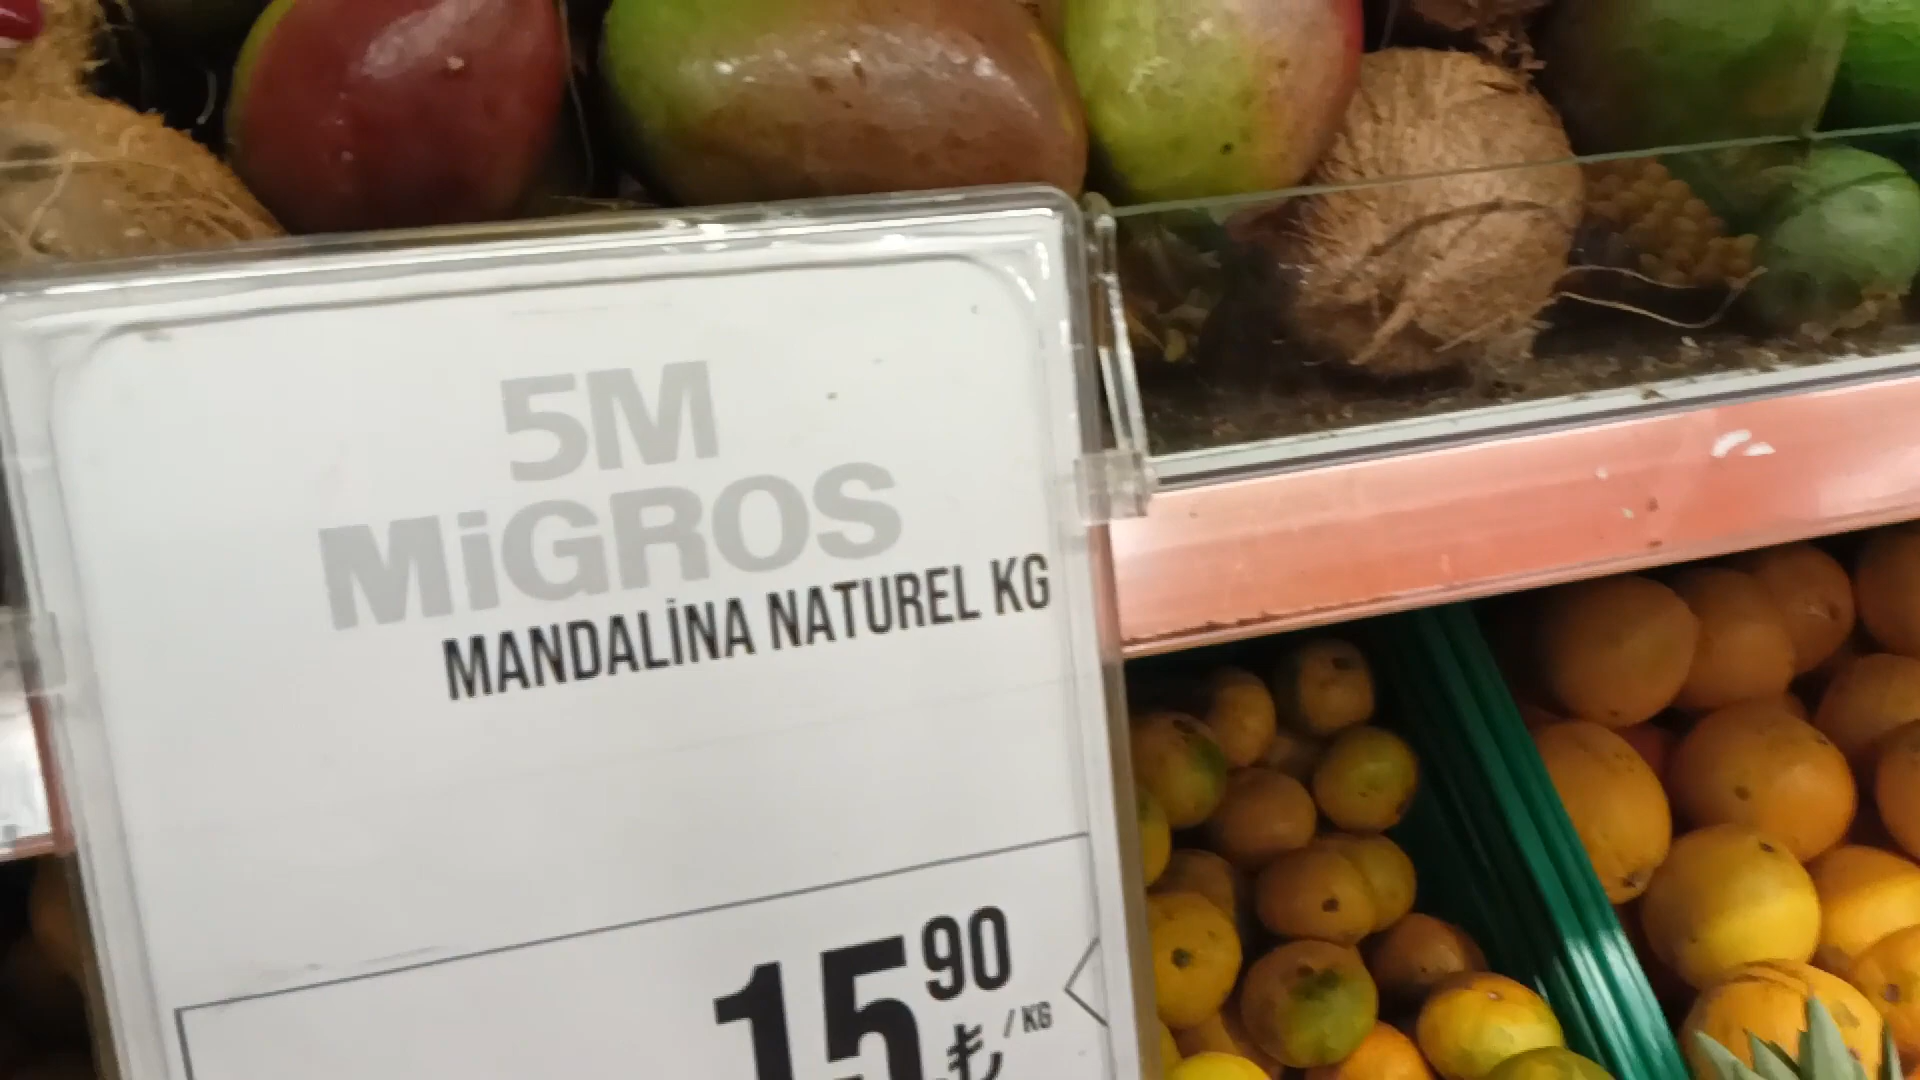 5M
MiGROS
MANDALİNA NATUREL KG
15 90
₺ / KG